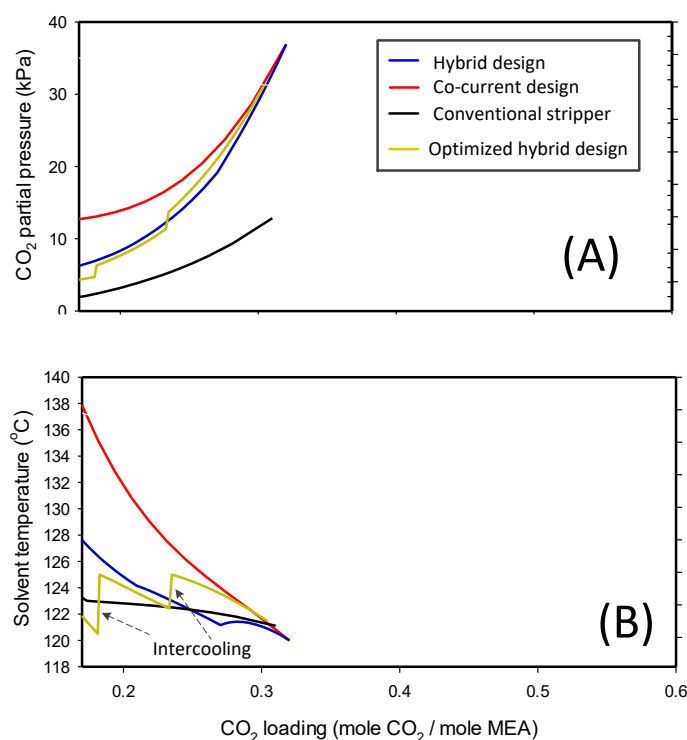 40
30
20
10
0
CO2 partial pressure (kPa)
Hybrid design
Co-current design
Conventional stripper
Optimized hybrid design
(A)
140
138
136
134
132
130
128
126
124
122
120
118
Solvent temperature (oC)
Intercooling
(B)
0.2 0.3 0.4 0.5 0.6
CO2 loading (mole CO2 / mole MEA)